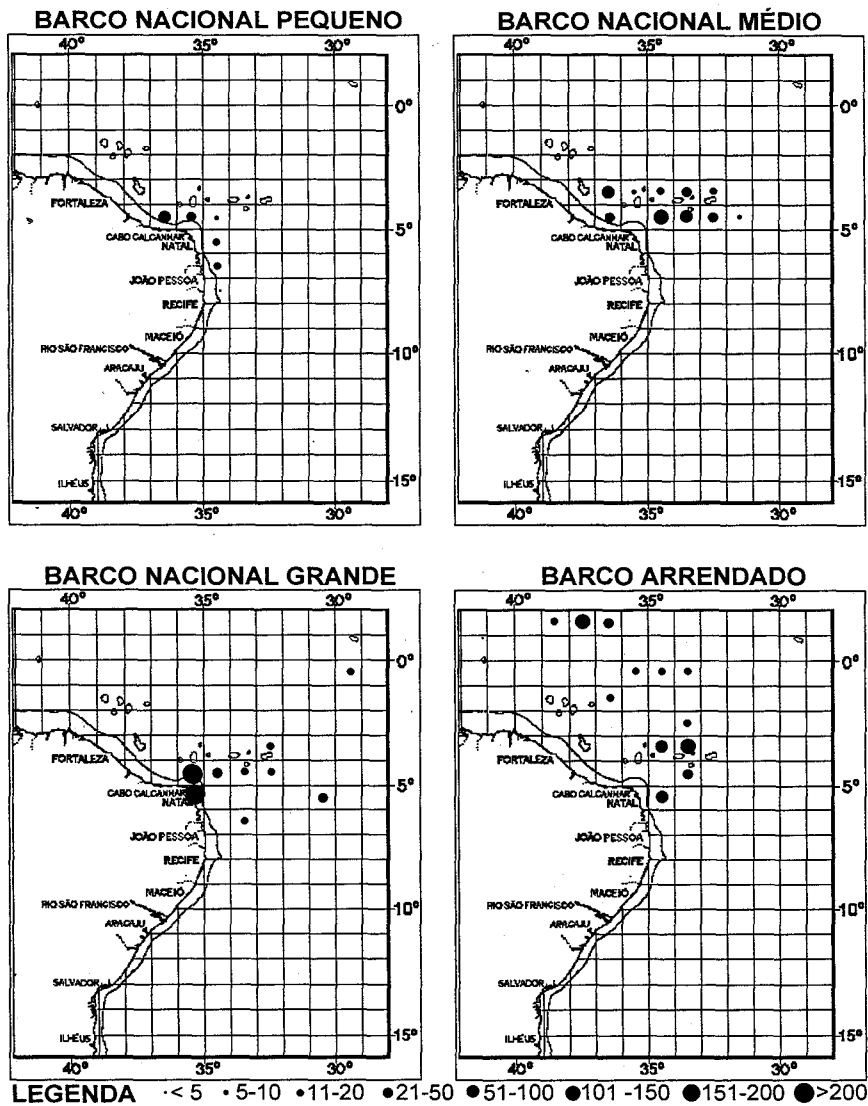 BARCO NACIONAL PEQUENO
40° 35° 30°
0°
FORTALEZA
5°
CABO CALCANHAR
NATAL
JOÃO PESSOA
RECIFE
MACEIÓ
RIO SÃO FRANCISCO
10°
ARACAJU
SALVADOR
ILHÉUS
15°
40° 35° 30°
BARCO NACIONAL MÉDIO
40° 35° 30°
0°
FORTALEZA
5°
CABO CALCANHAR
NATAL
JOÃO PESSOA
RECIFE
MACEIÓ
RIO SÃO FRANCISCO
10°
ARACAJU
SALVADOR
ILHÉUS
15°
40° 35° 30°
BARCO NACIONAL GRANDE
40° 35° 30°
0°
FORTALEZA
5°
CABO CALCANHAR
NATAL
JOÃO PESSOA
RECIFE
MACEIÓ
RIO SÃO FRANCISCO
10°
ARACAJU
SALVADOR
ILHÉUS
15°
BARCO ARRENDADO
40° 35° 30°
0°
FORTALEZA
5°
CABO CALCANHAR
NATAL
JOÃO PESSOA
RECIFE
MACEIÓ
RIO SÃO FRANCISCO
10°
ARACAJU
SALVADOR
ILHÉUS
15°
LEGENDA < 5 5-10 11-20 21-50 51-100 101 -150 151-200 >200